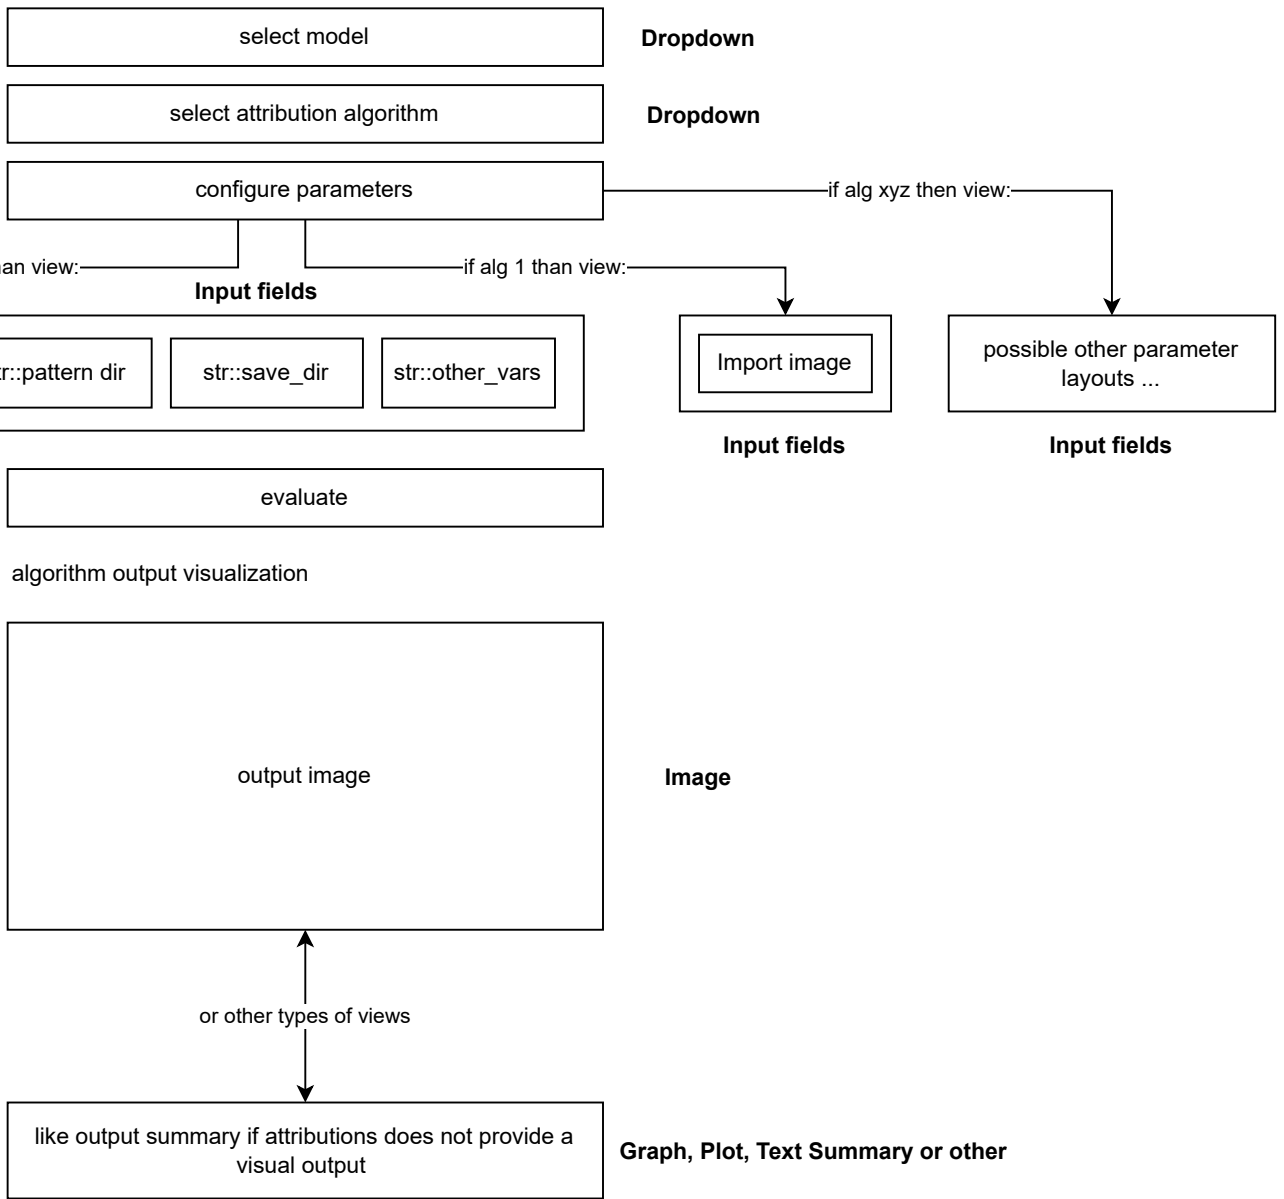 select model
Dropdown
select attribution algorithm
Dropdown
configure parameters
if alg xyz then view:
an view:
if alg 1 than view:
Input fields
r::pattern dir
str::save_dir
str::other_vars
Import image
possible other parameter
layouts ...
Input fields
Input fields
evaluate
algorithm output visualization
output image
Image
or other types of views
like output summary if attributions does not provide a
visual output
Graph, Plot, Text Summary or other